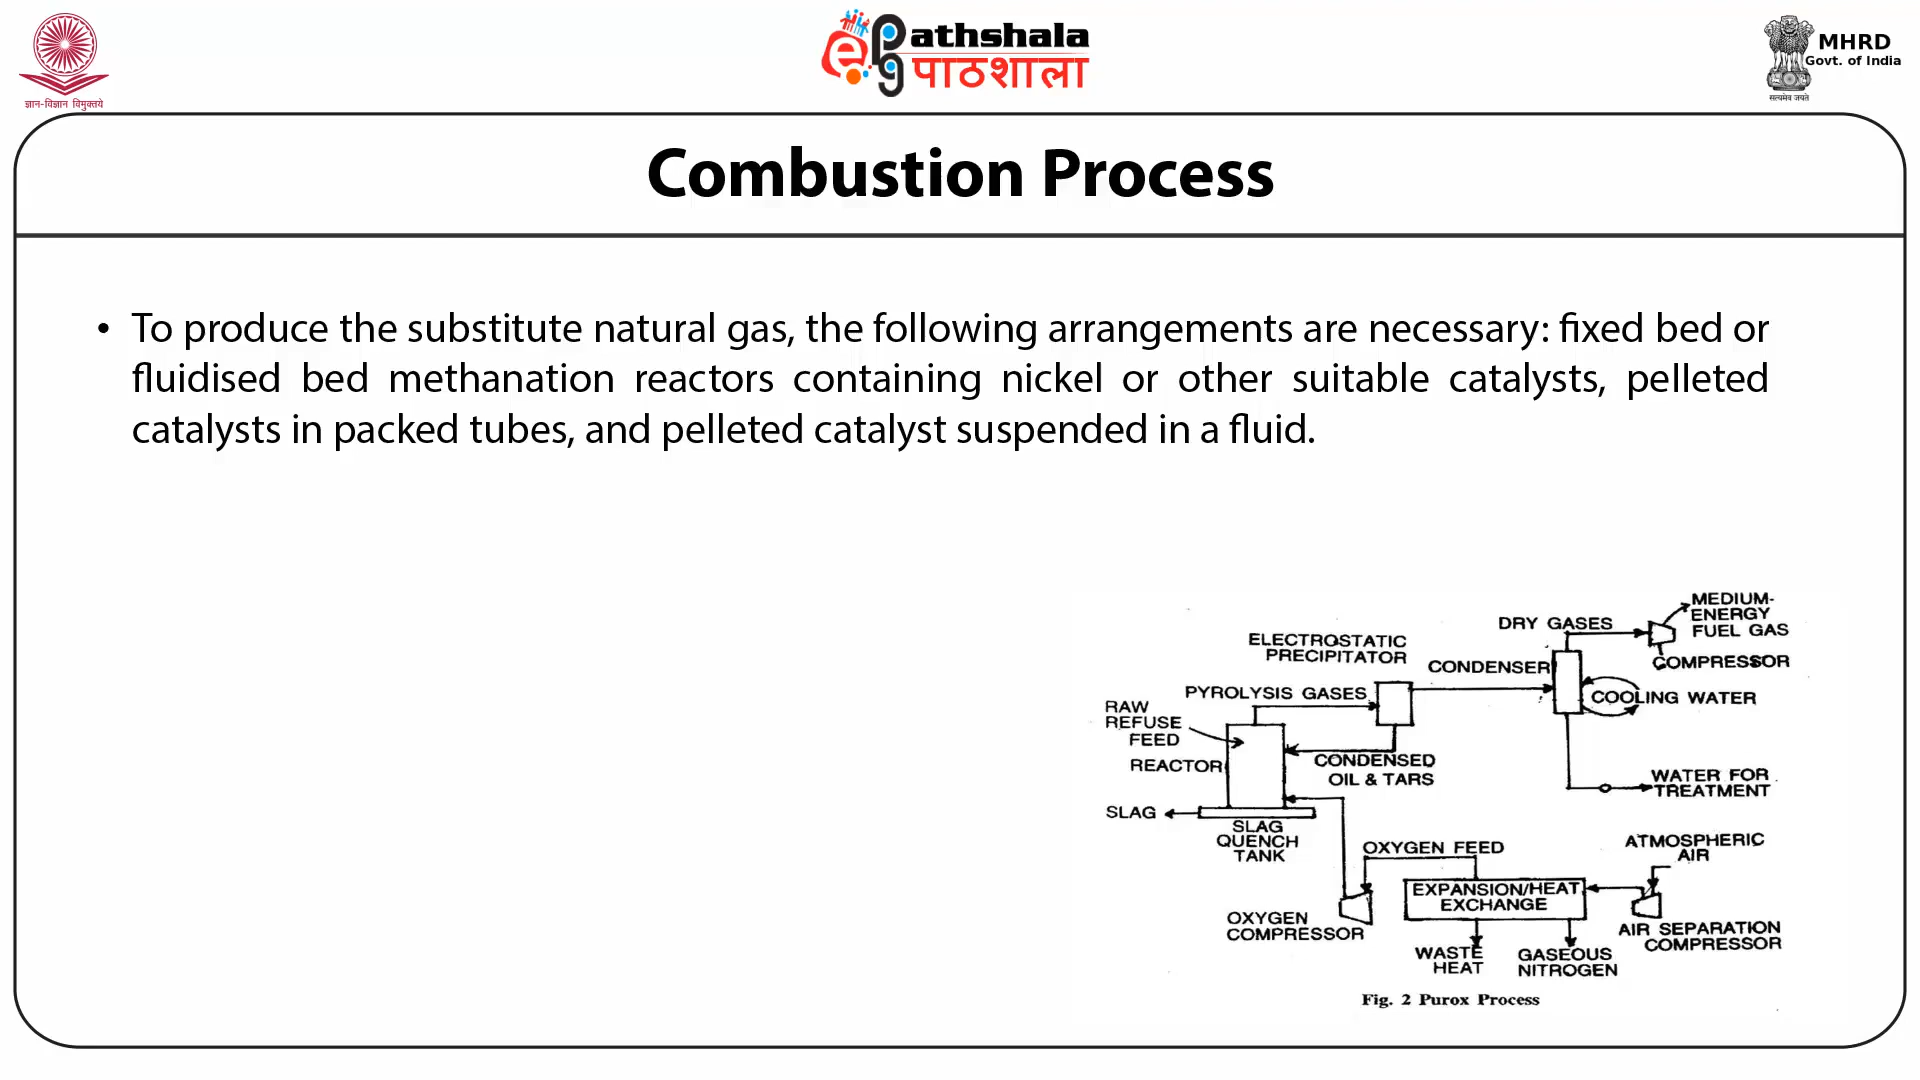 ज्ञान-विज्ञान विमुक्तये
athshala
पाठशाला
MHRD
Govt. of India
सत्यमेव जयते
Combustion Process
• To produce the substitute natural gas, the following arrangements are necessary: fixed bed or
fluidised bed methanation reactors containing nickel or other suitable catalysts, pelleted
catalysts in packed tubes, and pelleted catalyst suspended in a fluid.
MEDIUM-
ENERGY
FUEL GAS
DRY GASES
COMPRESSOR
ELECTROSTATIC
PRECIPITATOR
CONDENSER
COOLING WATER
PYROLYSIS GASES
RAW
REFUSE
FEED
REACTOR
CONDENSED
OIL & TARS
WATER FOR
TREATMENT
SLAG
SLAG
QUENCH
TANK
OXYGEN FEED
ATMOSPHERIC
AIR
EXPANSION/HEAT
EXCHANGE
OXYGEN
COMPRESSOR
AIR SEPARATION
COMPRESSOR
WASTE
HEAT
GASEOUS
NITROGEN
Fig. 2 Purox Process